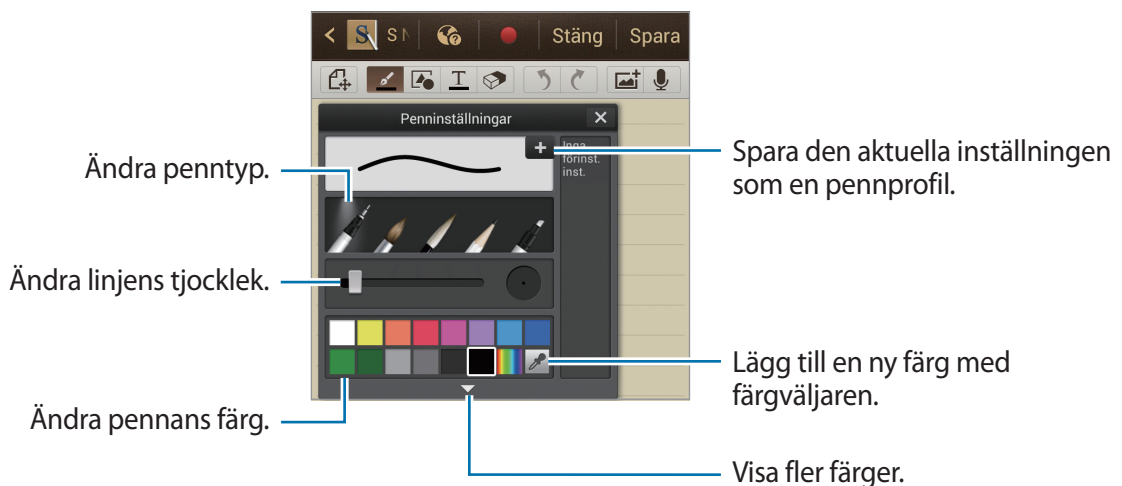 S N
Stäng
Spara
T
Penninställningar
Inga
förinst.
inst.
Ändra penntyp.
Spara den aktuella inställningen
som en pennprofil.
Ändra linjens tjocklek.
Lägg till en ny färg med
färgväljaren.
Ändra pennans färg.
Visa fler färger.